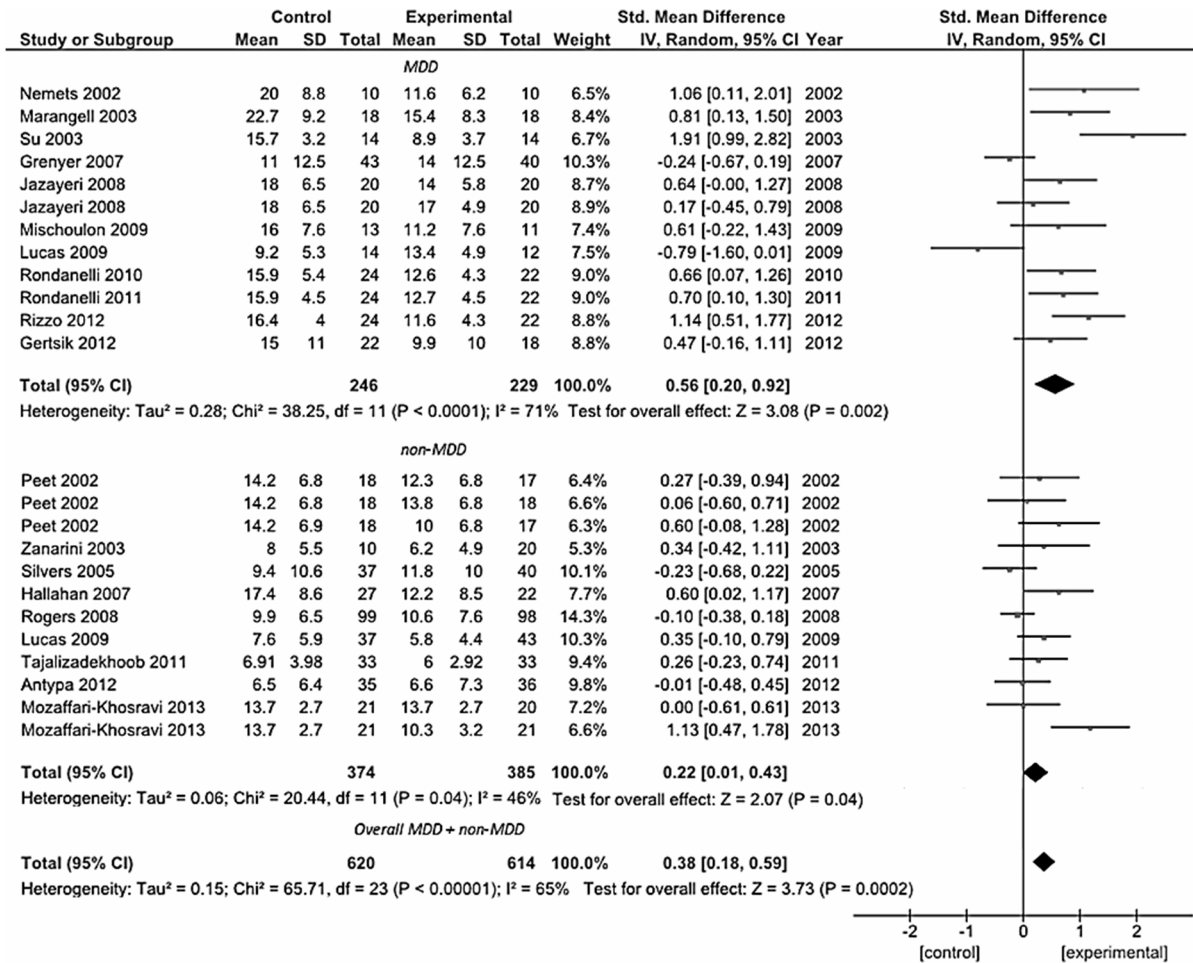 Control Experimental Std. Mean Difference Std. Mean Difference
Study or Subgroup Mean SD Total Mean SD Total Weight IV, Random, 95% CI Year IV, Random, 95% CI
MDD
Nemets 2002 20 8.8 10 11.6 6.2 10 6.5% 1.06 [0.11, 2.01] 2002
Marangell 2003 22.7 9.2 18 15.4 8.3 18 8.4% 0.81 [0.13, 1.50] 2003
Su 2003 15.7 3.2 14 8.9 3.7 14 6.7% 1.91 [0.99, 2.82] 2003
Grenyer 2007 11 12.5 43 14 12.5 40 10.3% -0.24 [-0.67, 0.19] 2007
Jazayeri 2008 18 6.5 20 14 5.8 20 8.7% 0.64 [-0.00, 1.27] 2008
Jazayeri 2008 18 6.5 20 17 4.9 20 8.9% 0.17 [-0.45, 0.79] 2008
Mischoulon 2009 16 7.6 13 11.2 7.6 11 7.4% 0.61 [-0.22, 1.43] 2009
Lucas 2009 9.2 5.3 14 13.4 4.9 12 7.5% -0.79 [-1.60, 0.01] 2009
Rondanelli 2010 15.9 5.4 24 12.6 4.3 22 9.0% 0.66 [0.07, 1.26] 2010
Rondanelli 2011 15.9 4.5 24 12.7 4.5 22 9.0% 0.70 [0.10, 1.30] 2011
Rizzo 2012 16.4 4 24 11.6 4.3 22 8.8% 1.14 [0.51, 1.77] 2012
Gertsik 2012 15 11 22 9.9 10 18 8.8% 0.47 [-0.16, 1.11] 2012
Total (95% CI) 246 229 100.0% 0.56 [0.20, 0.92]
Heterogeneity: Tau² = 0.28; Chi² = 38.25, df = 11 (P < 0.0001); I² = 71% Test for overall effect: Z = 3.08 (P = 0.002)
non-MDD
Peet 2002 14.2 6.8 18 12.3 6.8 17 6.4% 0.27 [-0.39, 0.94] 2002
Peet 2002 14.2 6.8 18 13.8 6.8 18 6.6% 0.06 [-0.60, 0.71] 2002
Peet 2002 14.2 6.9 18 10 6.8 17 6.3% 0.60 [-0.08, 1.28] 2002
Zanarini 2003 8 5.5 10 6.2 4.9 20 5.3% 0.34 [-0.42, 1.11] 2003
Silvers 2005 9.4 10.6 37 11.8 10 40 10.1% -0.23 [-0.68, 0.22] 2005
Hallahan 2007 17.4 8.6 27 12.2 8.5 22 7.7% 0.60 [0.02, 1.17] 2007
Rogers 2008 9.9 6.5 99 10.6 7.6 98 14.3% -0.10 [-0.38, 0.18] 2008
Lucas 2009 7.6 5.9 37 5.8 4.4 43 10.3% 0.35 [-0.10, 0.79] 2009
Tajalizadekhoob 2011 6.91 3.98 33 6 2.92 33 9.4% 0.26 [-0.23, 0.74] 2011
Antypa 2012 6.5 6.4 35 6.6 7.3 36 9.8% -0.01 [-0.48, 0.45] 2012
Mozaffari-Khosravi 2013 13.7 2.7 21 13.7 2.7 20 7.2% 0.00 [-0.61, 0.61] 2013
Mozaffari-Khosravi 2013 13.7 2.7 21 10.3 3.2 21 6.6% 1.13 [0.47, 1.78] 2013
Total (95% CI) 374 385 100.0% 0.22 [0.01, 0.43]
Heterogeneity: Tau² = 0.06; Chi² = 20.44, df = 11 (P = 0.04); I² = 46% Test for overall effect: Z = 2.07 (P = 0.04)
Overall MDD + non-MDD
Total (95% CI) 620 614 100.0% 0.38 [0.18, 0.59]
Heterogeneity: Tau² = 0.15; Chi² = 65.71, df = 23 (P < 0.00001); I² = 65% Test for overall effect: Z = 3.73 (P = 0.0002)
-2 -1 0 1 2
[control] [experimental]